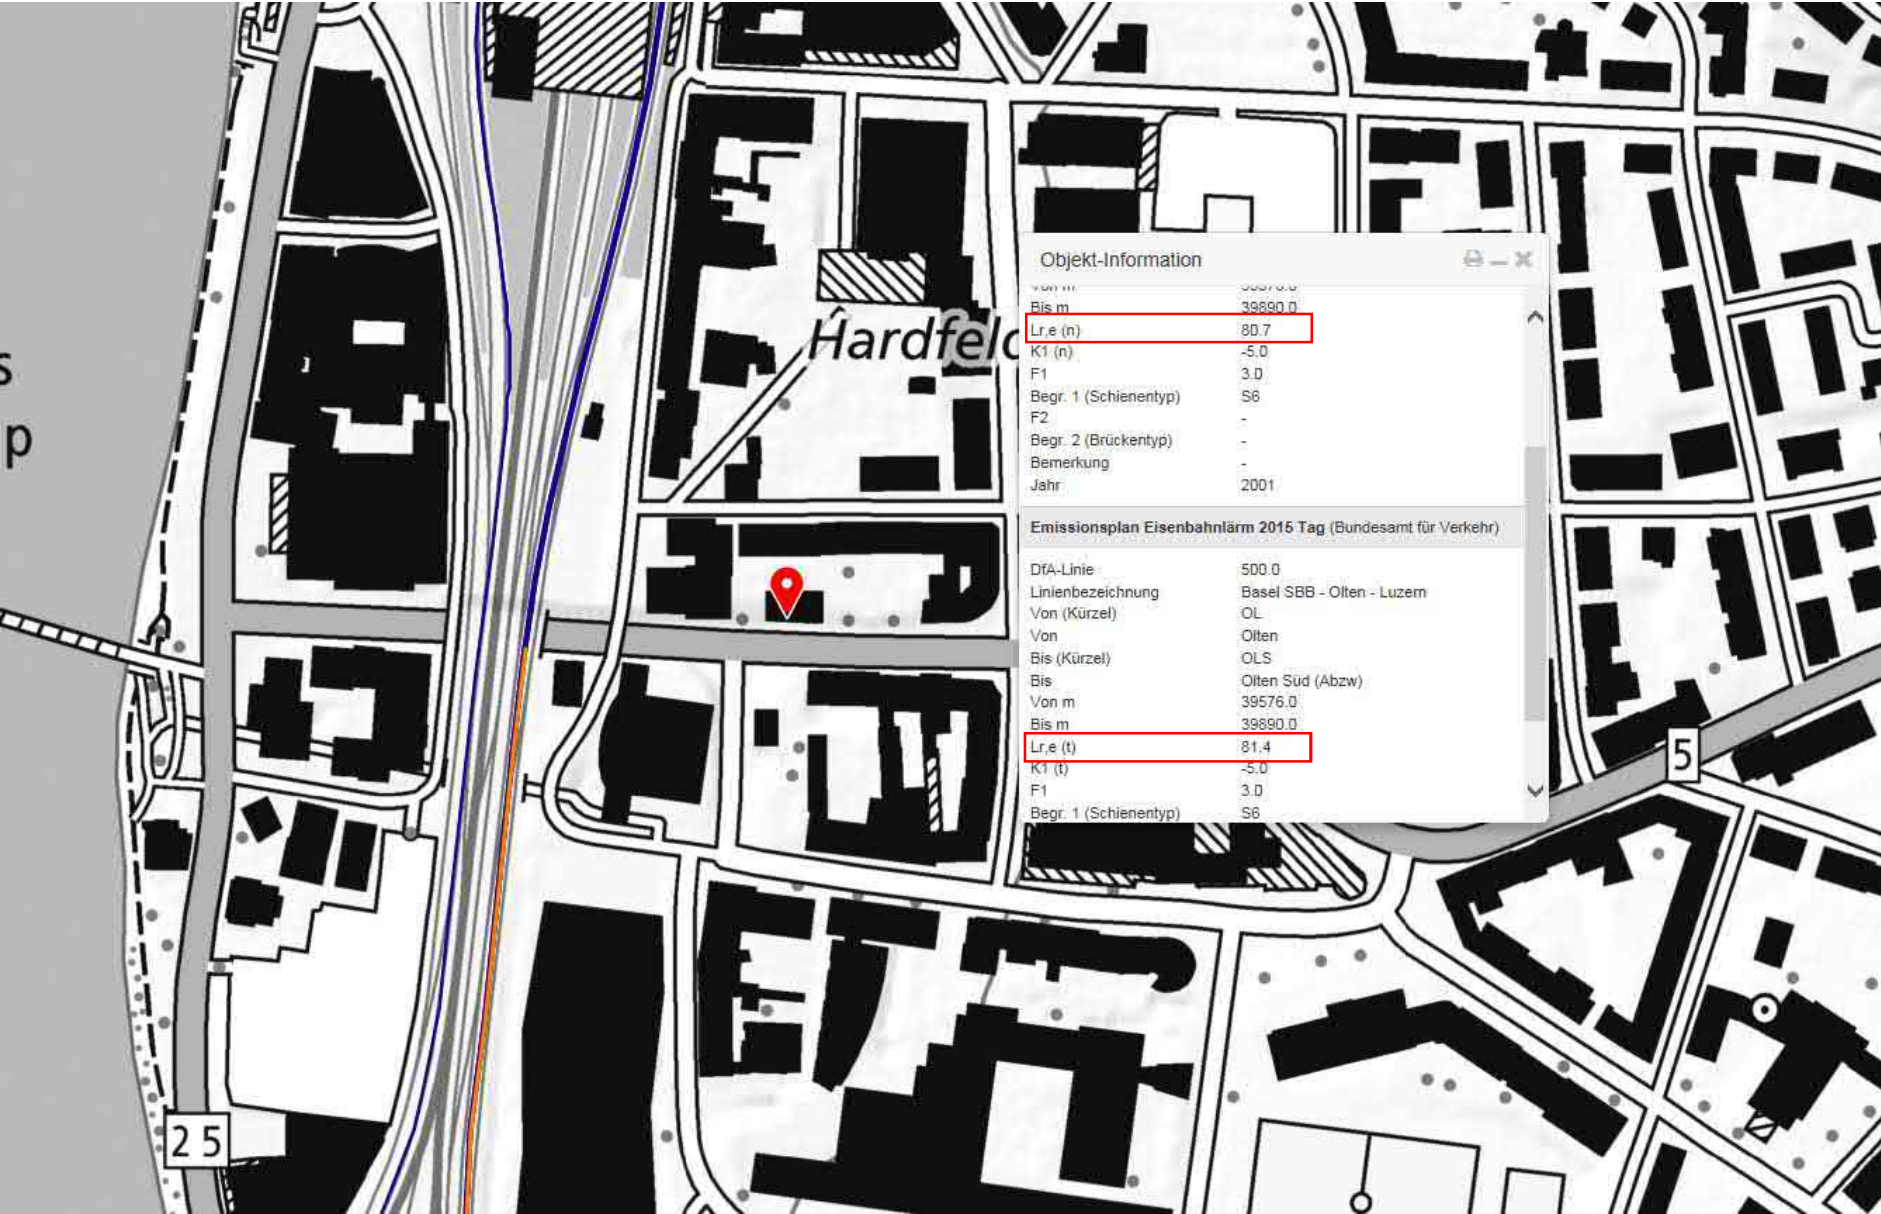 s
p
Hardfeld
5
25
Objekt-Information
Bis m 39890.0
Lr,e (n) 80.7
K1 (n) -5.0
F1 3.0
Begr. 1 (Schienentyp) S6
F2 -
Begr. 2 (Brückentyp) -
Bemerkung -
Jahr 2001
Emissionsplan Eisenbahnlärm 2015 Tag (Bundesamt für Verkehr)
DfA-Linie 500.0
Linienbezeichnung Basel SBB - Olten - Luzern
Von (Kürzel) OL
Von Olten
Bis (Kürzel) OLS
Bis Olten Süd (Abzw)
Von m 39576.0
Bis m 39890.0
Lr,e (t) 81.4
K1 (t) -5.0
F1 3.0
Begr. 1 (Schienentyp) S6